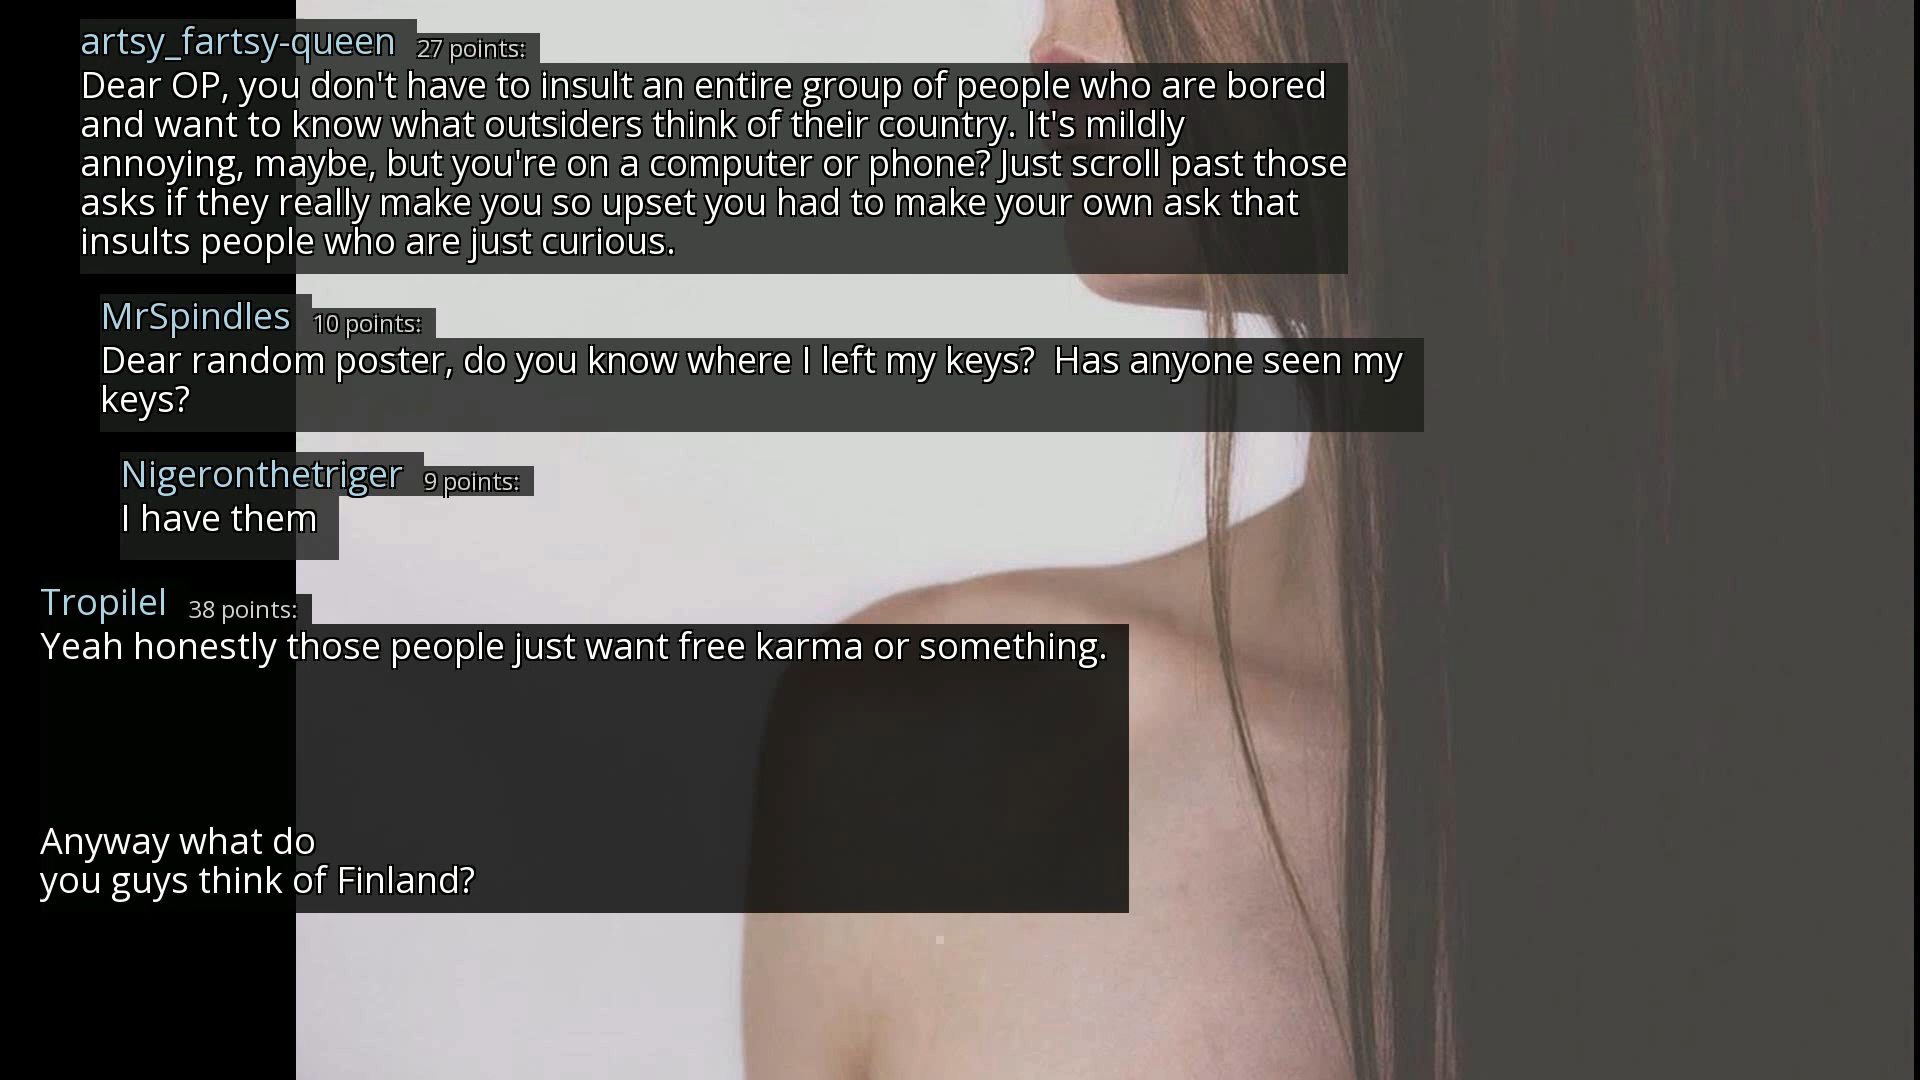 artsy_fartsy-queen 27 points:
Dear OP, you don't have to insult an entire group of people who are bored
and want to know what outsiders think of their country. It's mildly
annoying, maybe, but you're on a computer or phone? Just scroll past those
asks if they really make you so upset you had to make your own ask that
insults people who are just curious.
MrSpindles 10 points:
Dear random poster, do you know where I left my keys?  Has anyone seen my
keys?
Nigeronthetriger 9 points:
I have them
Tropilel 38 points:
Yeah honestly those people just want free karma or something.
Anyway what do
you guys think of Finland?